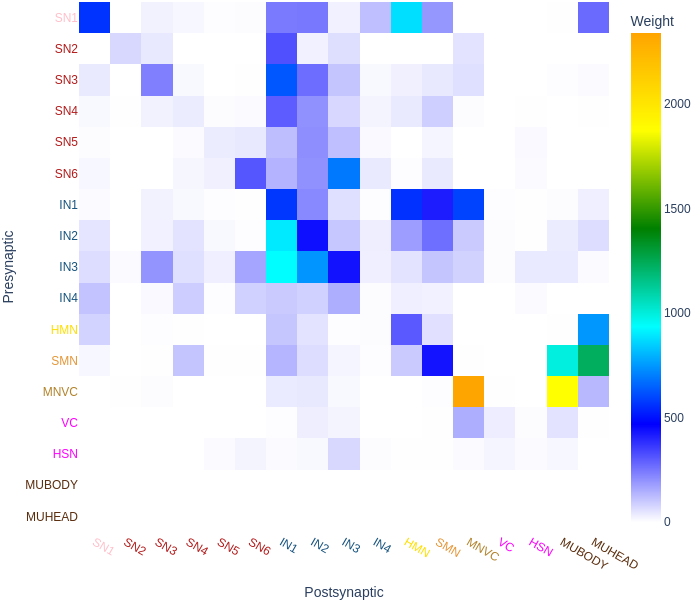 Weight
SN1
SN2
SN3
SN4
SN5
SN6
IN1
IN2
IN3
IN4
HMN
SMN
MNVC
VC
HSN
MUBODY
MUHEAD
Presynaptic
2000
1500
1000
500
0
SN1 SN2 SN3 SN4 SN5 SN6 IN1 IN2 IN3 IN4 HMN SMN MNVC VC HSN MUBODY MUHEAD
Postsynaptic